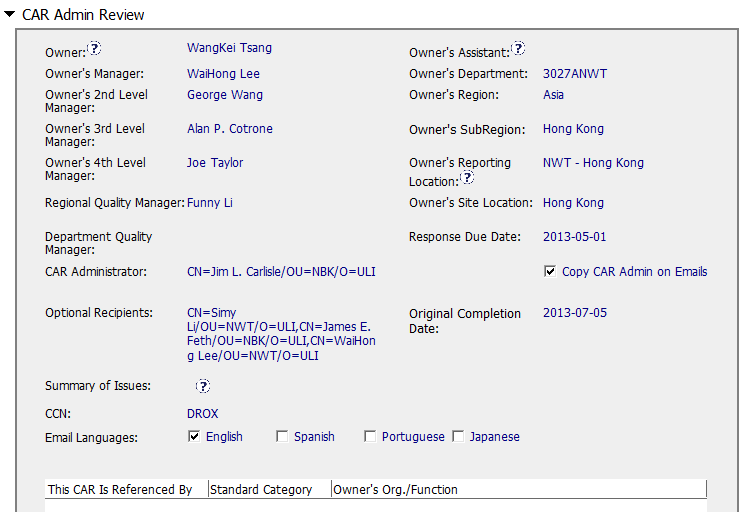 CAR Admin Review
Owner: ? WangKei Tsang Owner's Assistant: ?
Owner's Manager: WaiHong Lee Owner's Department: 3027ANWT
Owner's 2nd Level Manager: George Wang Owner's Region: Asia
Owner's 3rd Level Manager: Alan P. Cotrone Owner's SubRegion: Hong Kong
Owner's 4th Level Manager: Joe Taylor Owner's Reporting Location: ? NWT - Hong Kong
Regional Quality Manager: Funny Li Owner's Site Location: Hong Kong
Department Quality Manager: Response Due Date: 2013-05-01
CAR Administrator: CN=Jim L. Carlisle/OU=NBK/O=ULI Copy CAR Admin on Emails
Optional Recipients: CN=Simy Original Completion Date: 2013-07-05
Li/OU=NWT/O=ULI,CN=James E.
Feth/OU=NBK/O=ULI,CN=WaiHon
g Lee/OU=NWT/O=ULI
Summary of Issues: ?
CCN: DROX
Email Languages: English Spanish Portuguese Japanese
This CAR Is Referenced By Standard Category Owner's Org./Function